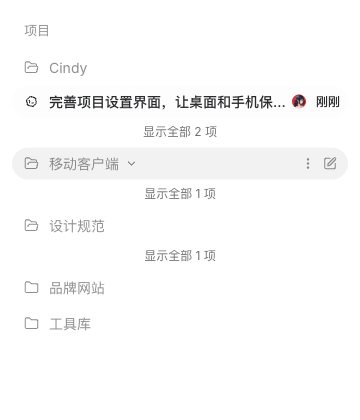 项目
Cindy
完善项目设置界面，让桌面和手机保... 刚刚
显示全部 2 项
移动客户端
显示全部 1 项
设计规范
显示全部 1 项
品牌网站
工具库